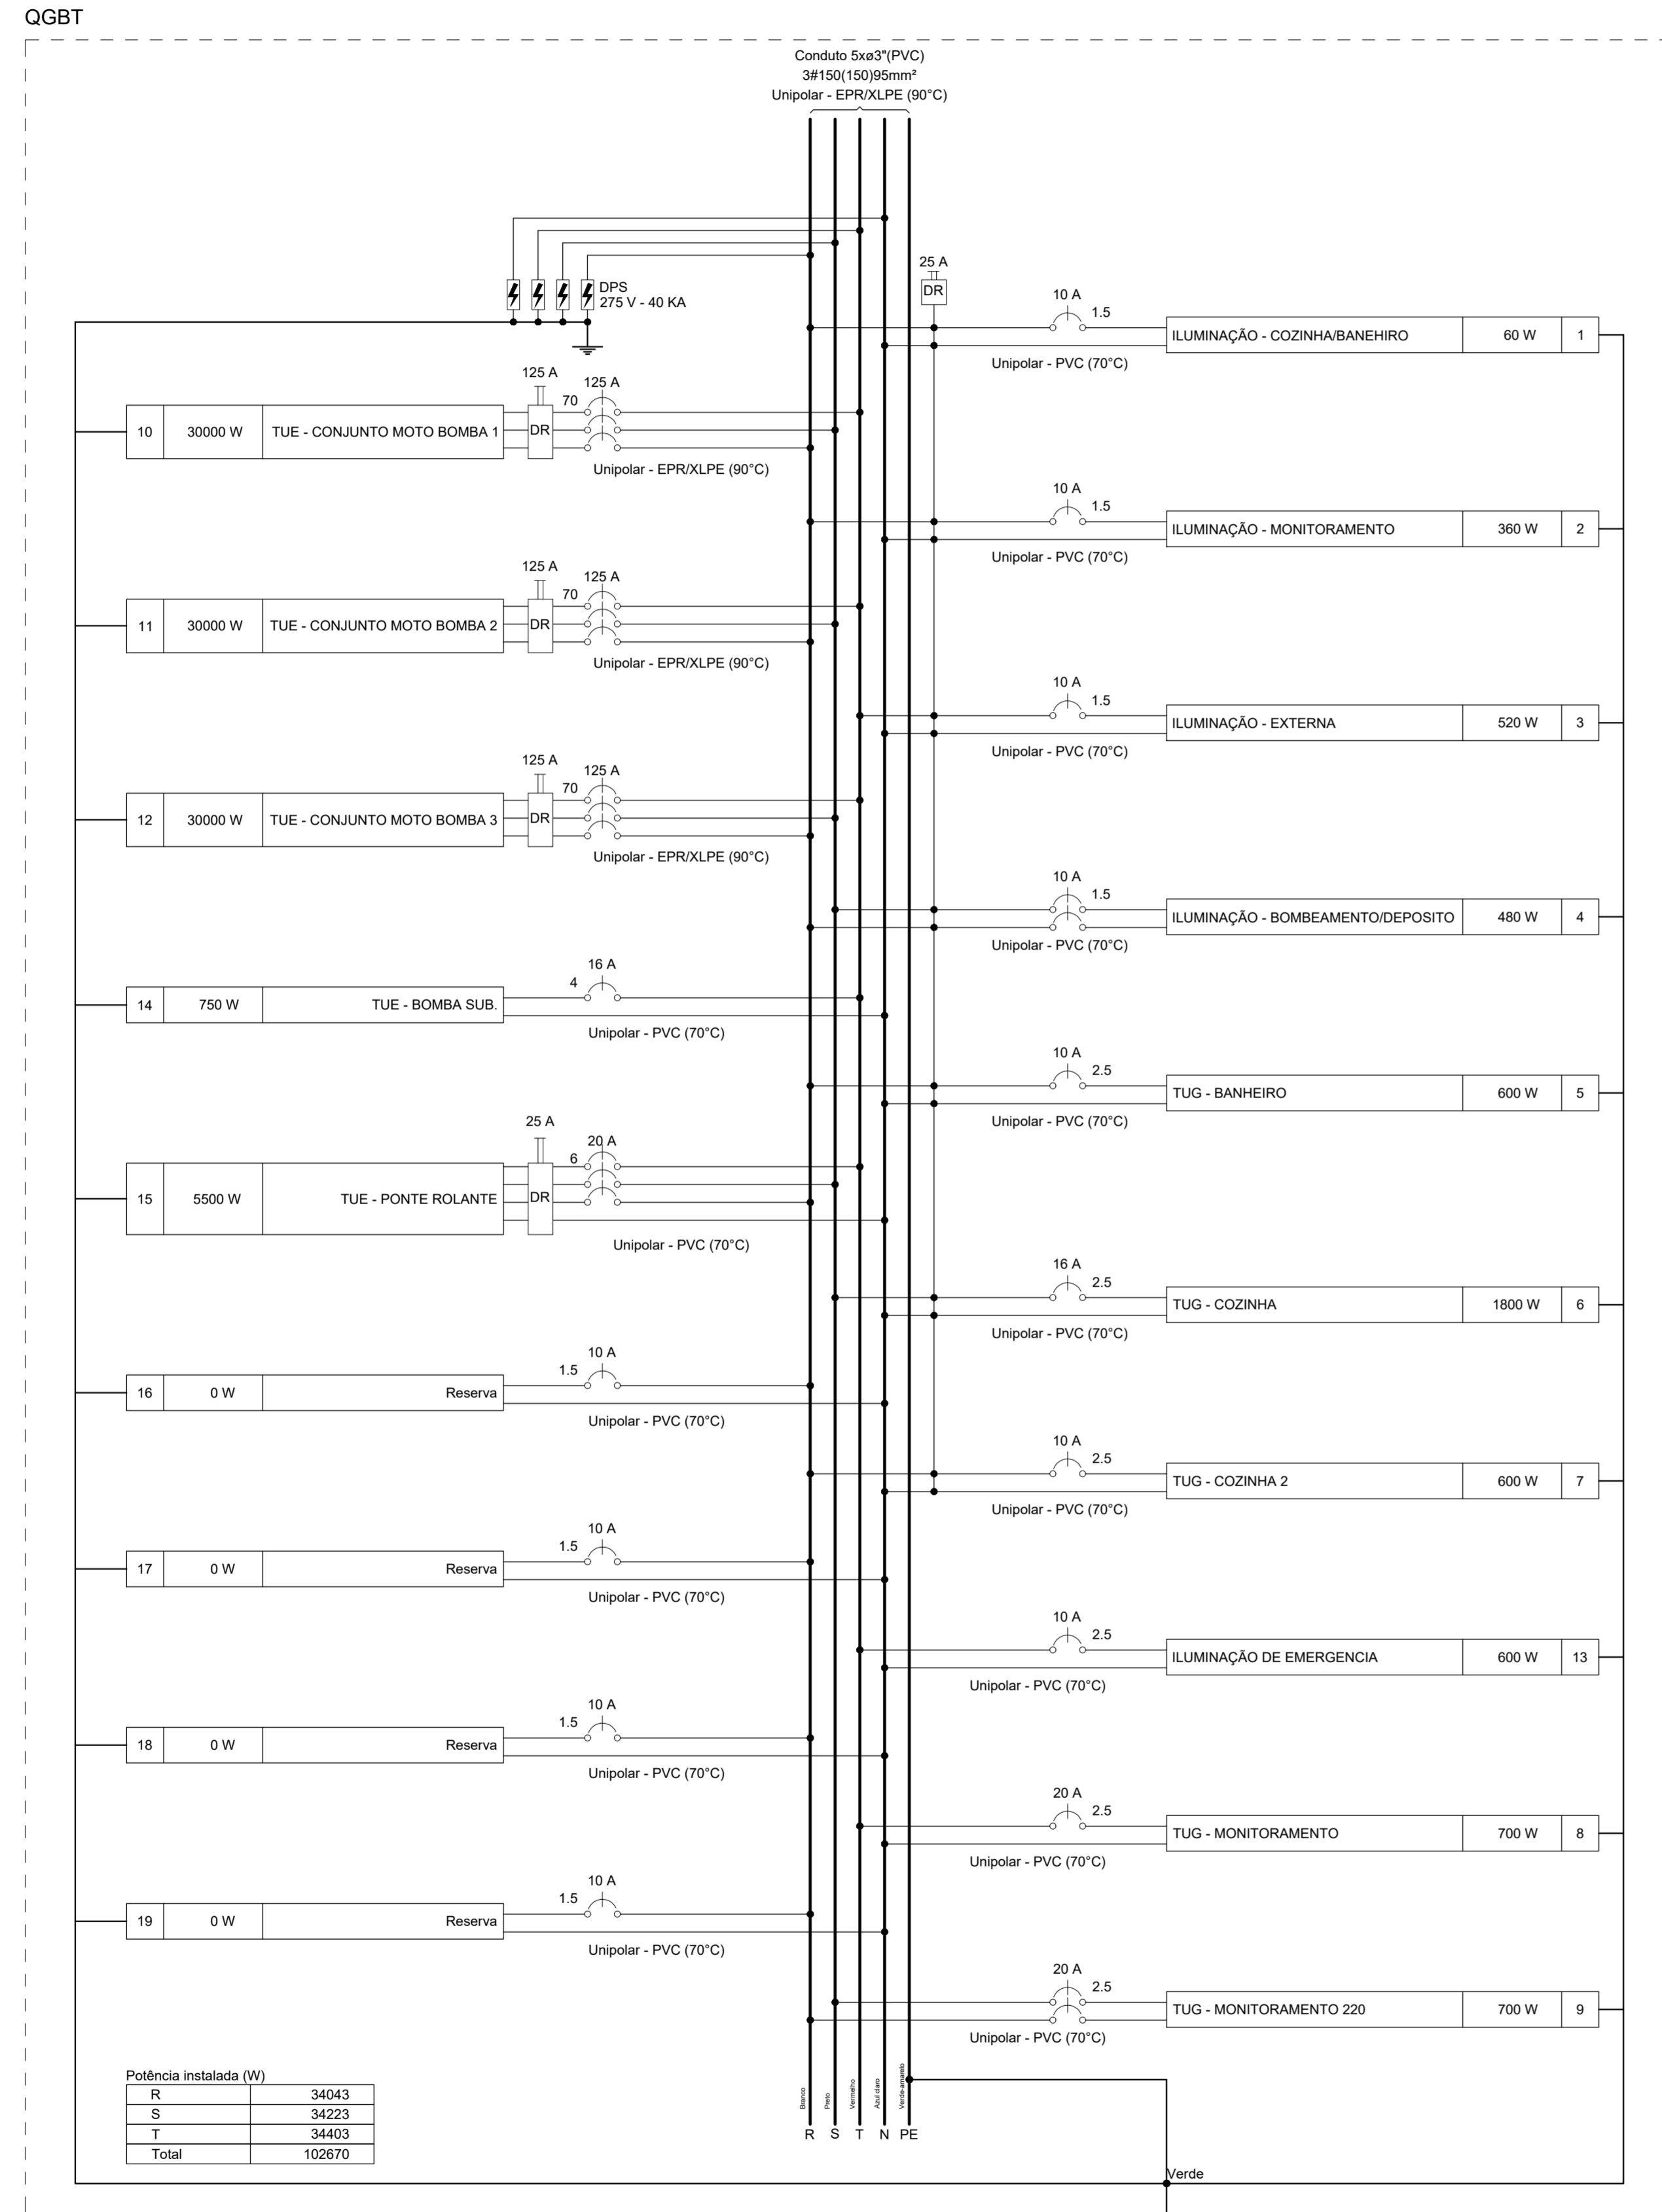 QGBT
Conduto 5xø3"(PVC)
3#150(150)95mm²
Unipolar - EPR/XLPE (90°C)
DPS
275 V - 40 KA
125 A
125 A
70
10
30000 W
TUE - CONJUNTO MOTO BOMBA 1
DR
Unipolar - EPR/XLPE (90°C)
125 A
125 A
70
11
30000 W
TUE - CONJUNTO MOTO BOMBA 2
DR
Unipolar - EPR/XLPE (90°C)
125 A
125 A
70
12
30000 W
TUE - CONJUNTO MOTO BOMBA 3
DR
Unipolar - EPR/XLPE (90°C)
16 A
4
14
750 W
TUE - BOMBA SUB.
Unipolar - PVC (70°C)
25 A
20 A
6
15
5500 W
TUE - PONTE ROLANTE
DR
Unipolar - PVC (70°C)
10 A
1.5
16
0 W
Reserva
Unipolar - PVC (70°C)
10 A
1.5
17
0 W
Reserva
Unipolar - PVC (70°C)
10 A
1.5
18
0 W
Reserva
Unipolar - PVC (70°C)
10 A
1.5
19
0 W
Reserva
Unipolar - PVC (70°C)
25 A
DR
10 A
1.5
ILUMINAÇÃO - COZINHA/BANEHIRO
60 W
1
Unipolar - PVC (70°C)
10 A
1.5
ILUMINAÇÃO - MONITORAMENTO
360 W
2
Unipolar - PVC (70°C)
10 A
1.5
ILUMINAÇÃO - EXTERNA
520 W
3
Unipolar - PVC (70°C)
10 A
1.5
ILUMINAÇÃO - BOMBEAMENTO/DEPOSITO
480 W
4
Unipolar - PVC (70°C)
10 A
2.5
TUG - BANHEIRO
600 W
5
Unipolar - PVC (70°C)
16 A
2.5
TUG - COZINHA
1800 W
6
Unipolar - PVC (70°C)
10 A
2.5
TUG - COZINHA 2
600 W
7
Unipolar - PVC (70°C)
10 A
2.5
ILUMINAÇÃO DE EMERGENCIA
600 W
13
Unipolar - PVC (70°C)
20 A
2.5
TUG - MONITORAMENTO
700 W
8
Unipolar - PVC (70°C)
20 A
2.5
TUG - MONITORAMENTO 220
700 W
9
Unipolar - PVC (70°C)
Potência instalada (W)
R 34043
S 34223
T 34403
Total 102670
Branco
Preto
Vermelho
Azul claro
Verde-amarelo
R S T N PE
Verde